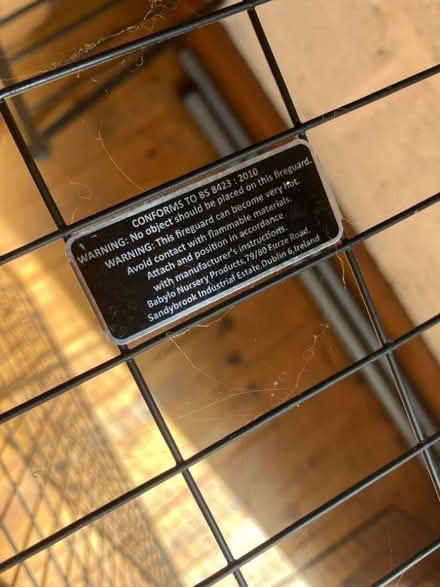 CONFORMS TO BS 8423 : 2010
WARNING: No object should be placed on this fireguard.
WARNING: This fireguard can become very hot.
Avoid contact with flammable materials.
Attach and position in accordance
with manufacturer's instructions.
Babylo Nursery Products,79/80 Furze Road,
Sandybrook Industrial Estate.Dublin 6,Ireland